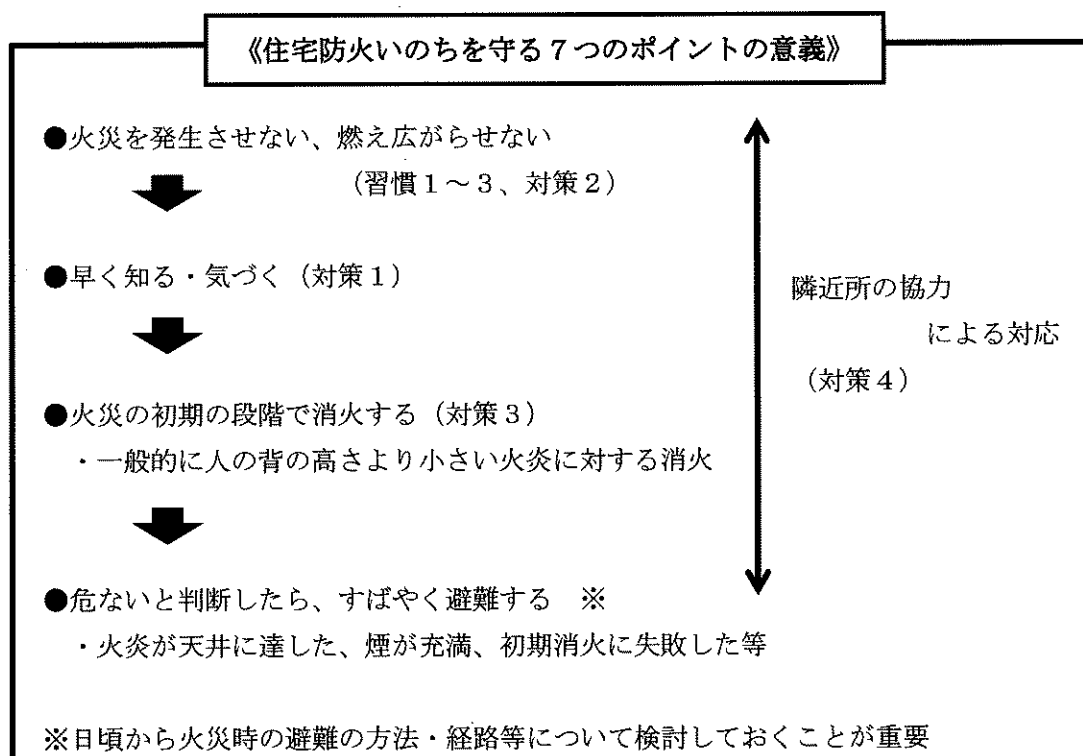 《住宅防火いのちを守る７つのポイントの意義》
●火災を発生させない、燃え広がらせない
（習慣１～３、対策２）
●早く知る・気づく（対策１）
隣近所の協力
による対応
（対策４）
●火災の初期の段階で消火する（対策３）
・一般的に人の背の高さより小さい火炎に対する消火
●危ないと判断したら、すばやく避難する　※
・火炎が天井に達した、煙が充満、初期消火に失敗した等
※日頃から火災時の避難の方法・経路等について検討しておくことが重要